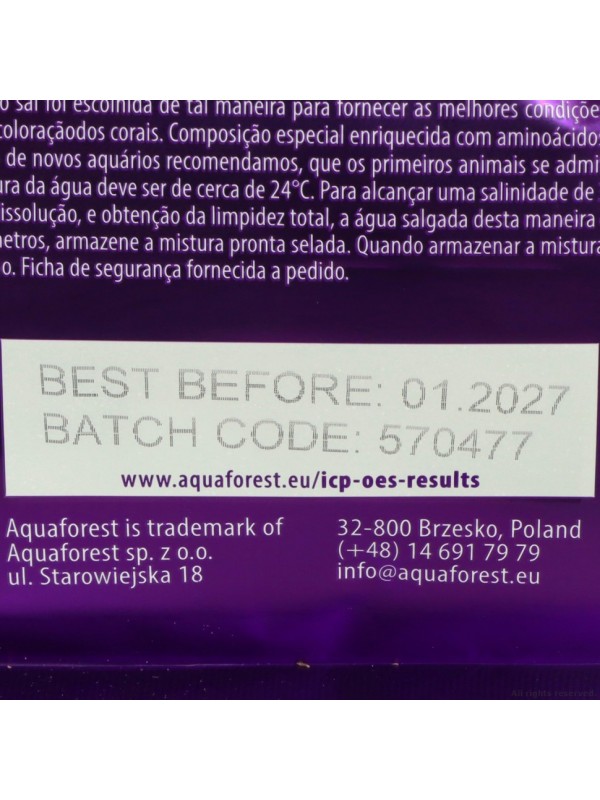 o sal foi escolhida de tal maneira para fornecer as melhores condiçõe
coloraçãodos corais. Composição especial enriquecida com aminoácidos
de novos aquários recomendamos, que os primeiros animais se admi
ura da água deve ser de cerca de 24°C. Para alcançar uma salinidade de
dissolução, e obtenção da limpidez total, a água salgada desta maneira
metros, armazene a mistura pronta selada. Quando armazenar a mistura
o. Ficha de segurança fornecida a pedido.
BEST BEFORE: 01.2027
BATCH CODE: 570477
www.aquaforest.eu/icp-oes-results
Aquaforest is trademark of
Aquaforest sp. z o.o.
ul. Starowiejska 18
32-800 Brzesko, Poland
(+48) 14 691 79 79
info@aquaforest.eu
All rights reserved.